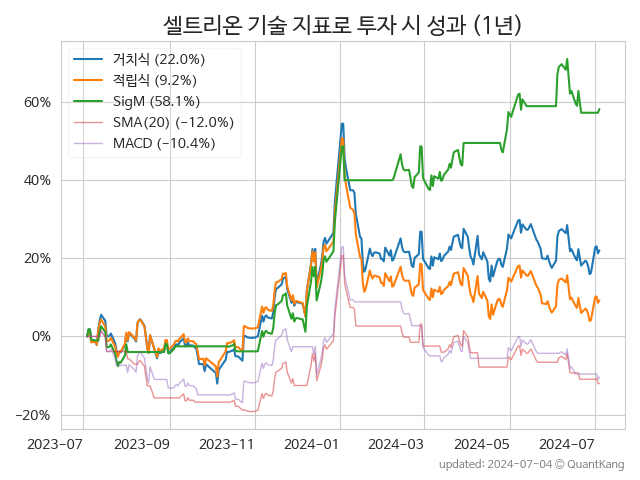 셀트리온 기술 지표로 투자 시 성과 (1년)
거치식 (22.0%)
적립식 (9.2%)
SigM (58.1%)
SMA(20) (−12.0%)
MACD (−10.4%)
60%
40%
20%
0%
−20%
2023-07 2023-09 2023-11 2024-01 2024-03 2024-05 2024-07
updated: 2024-07-04 © QuantKang